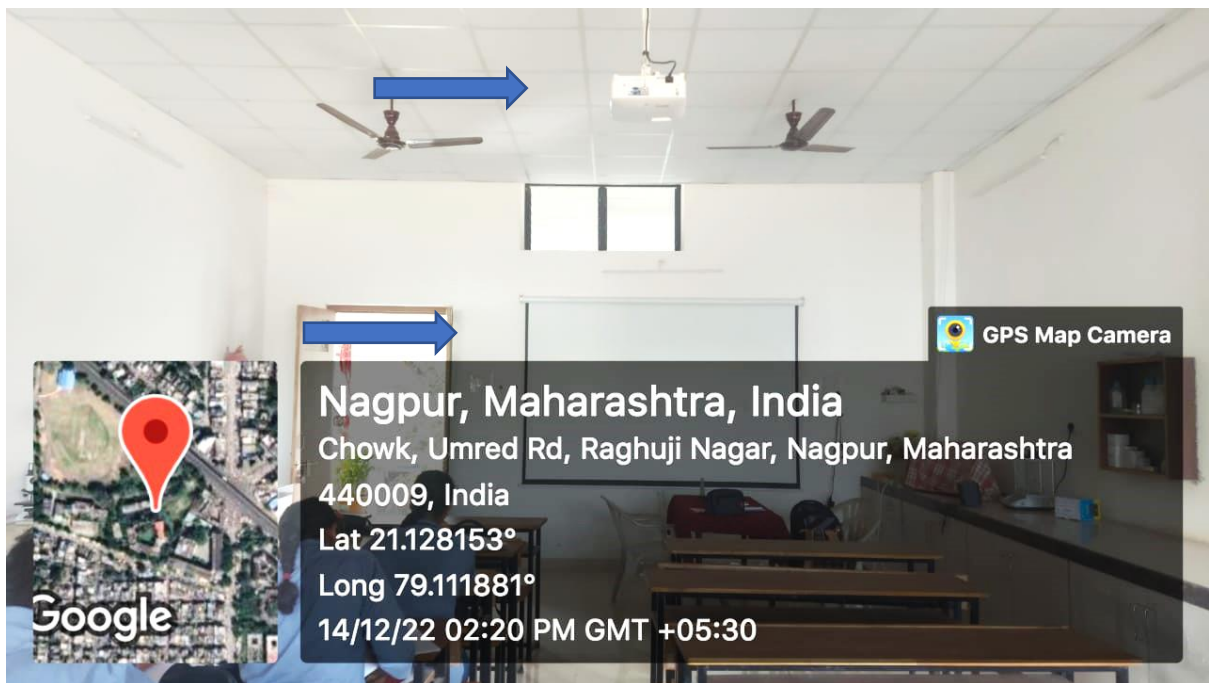 GPS Map Camera
Nagpur, Maharashtra, India
Chowk, Umred Rd, Raghuji Nagar, Nagpur, Maharashtra
440009, India
Lat 21.128153°
Long 79.111881°
14/12/22 02:20 PM GMT +05:30
Google